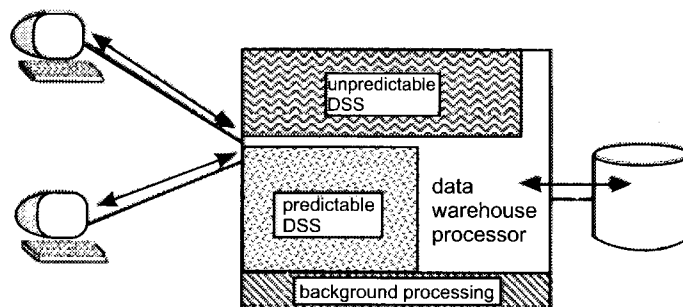 unpredictable
DSS
predictable
DSS
data
warehouse
processor
background processing